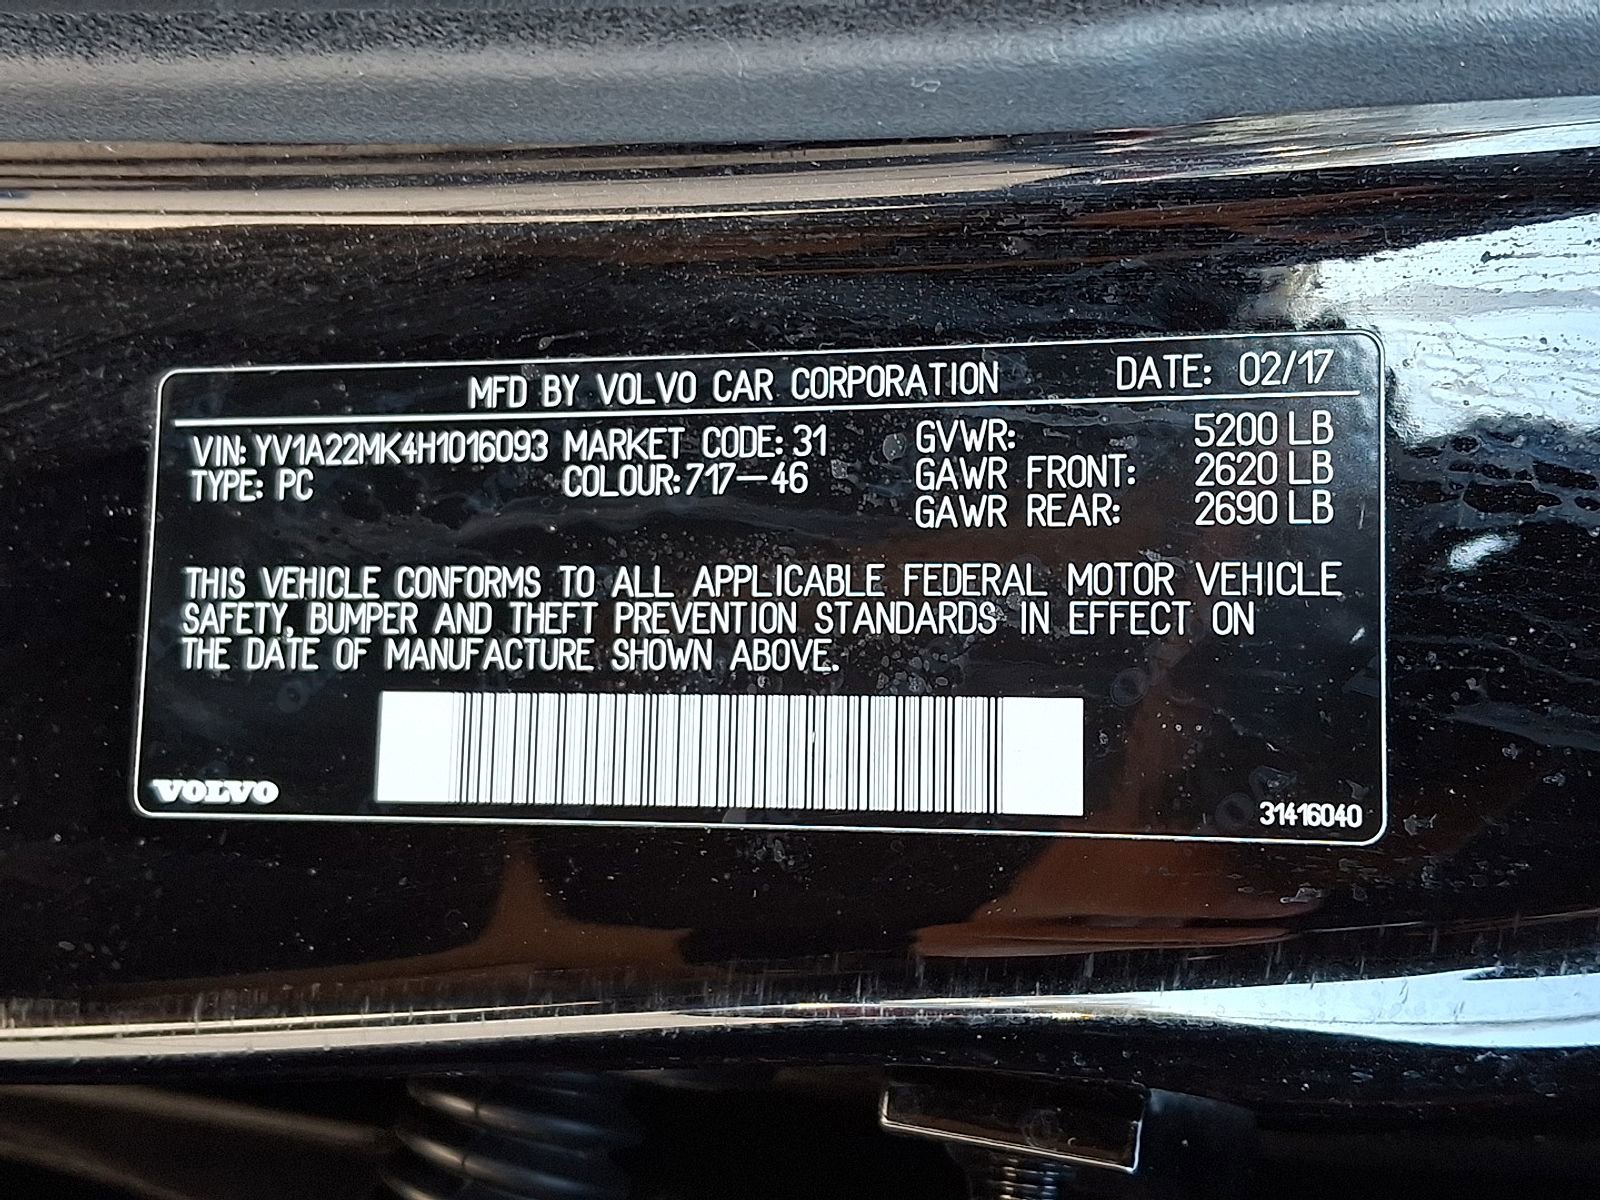 MFD BY VOLVO CAR CORPORATION DATE: 02/17
VIN: YV1A22MK4H1016093 MARKET CODE: 31 GVWR: 5200 LB
TYPE: PC COLOUR: 717-46 GAWR FRONT: 2620 LB
GAWR REAR: 2690 LB
THIS VEHICLE CONFORMS TO ALL APPLICABLE FEDERAL MOTOR VEHICLE
SAFETY, BUMPER AND THEFT PREVENTION STANDARDS IN EFFECT ON
THE DATE OF MANUFACTURE SHOWN ABOVE.
VOLVO
31416040